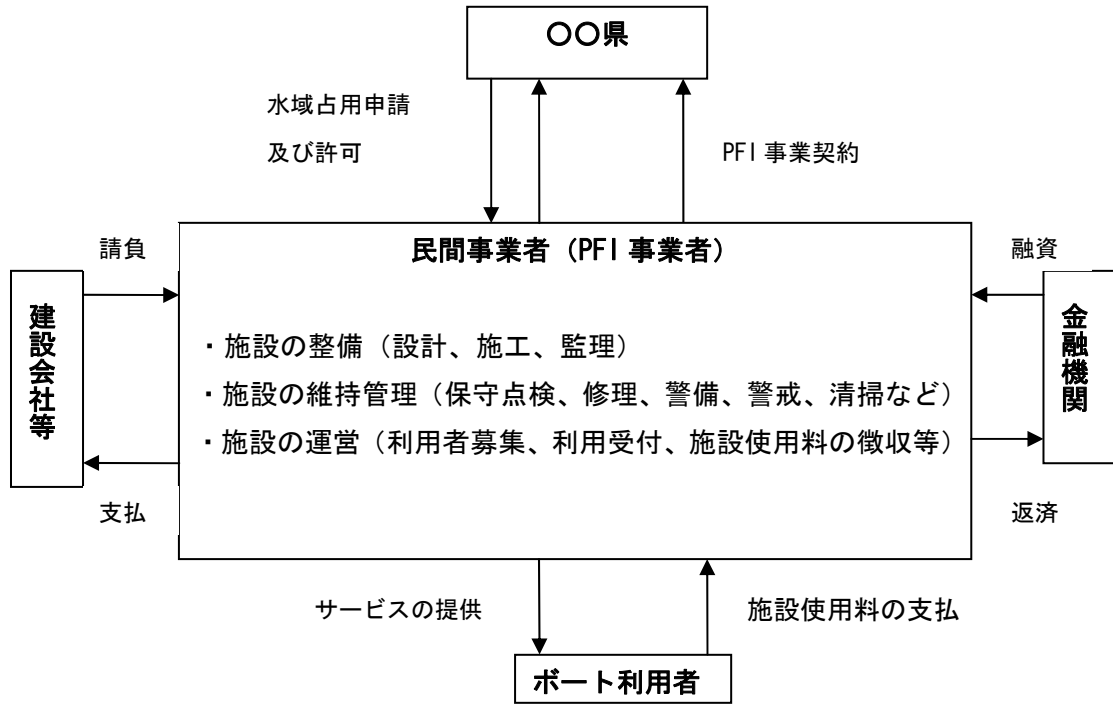 〇〇県
水域占用申請
及び許可
PFI 事業契約
請負
民間事業者（PFI 事業者）
融資
建設会社等
・施設の整備（設計、施工、監理）
・施設の維持管理（保守点検、修理、警備、警戒、清掃など）
・施設の運営（利用者募集、利用受付、施設使用料の徴収等）
金融機関
支払
返済
サービスの提供
施設使用料の支払
ボート利用者